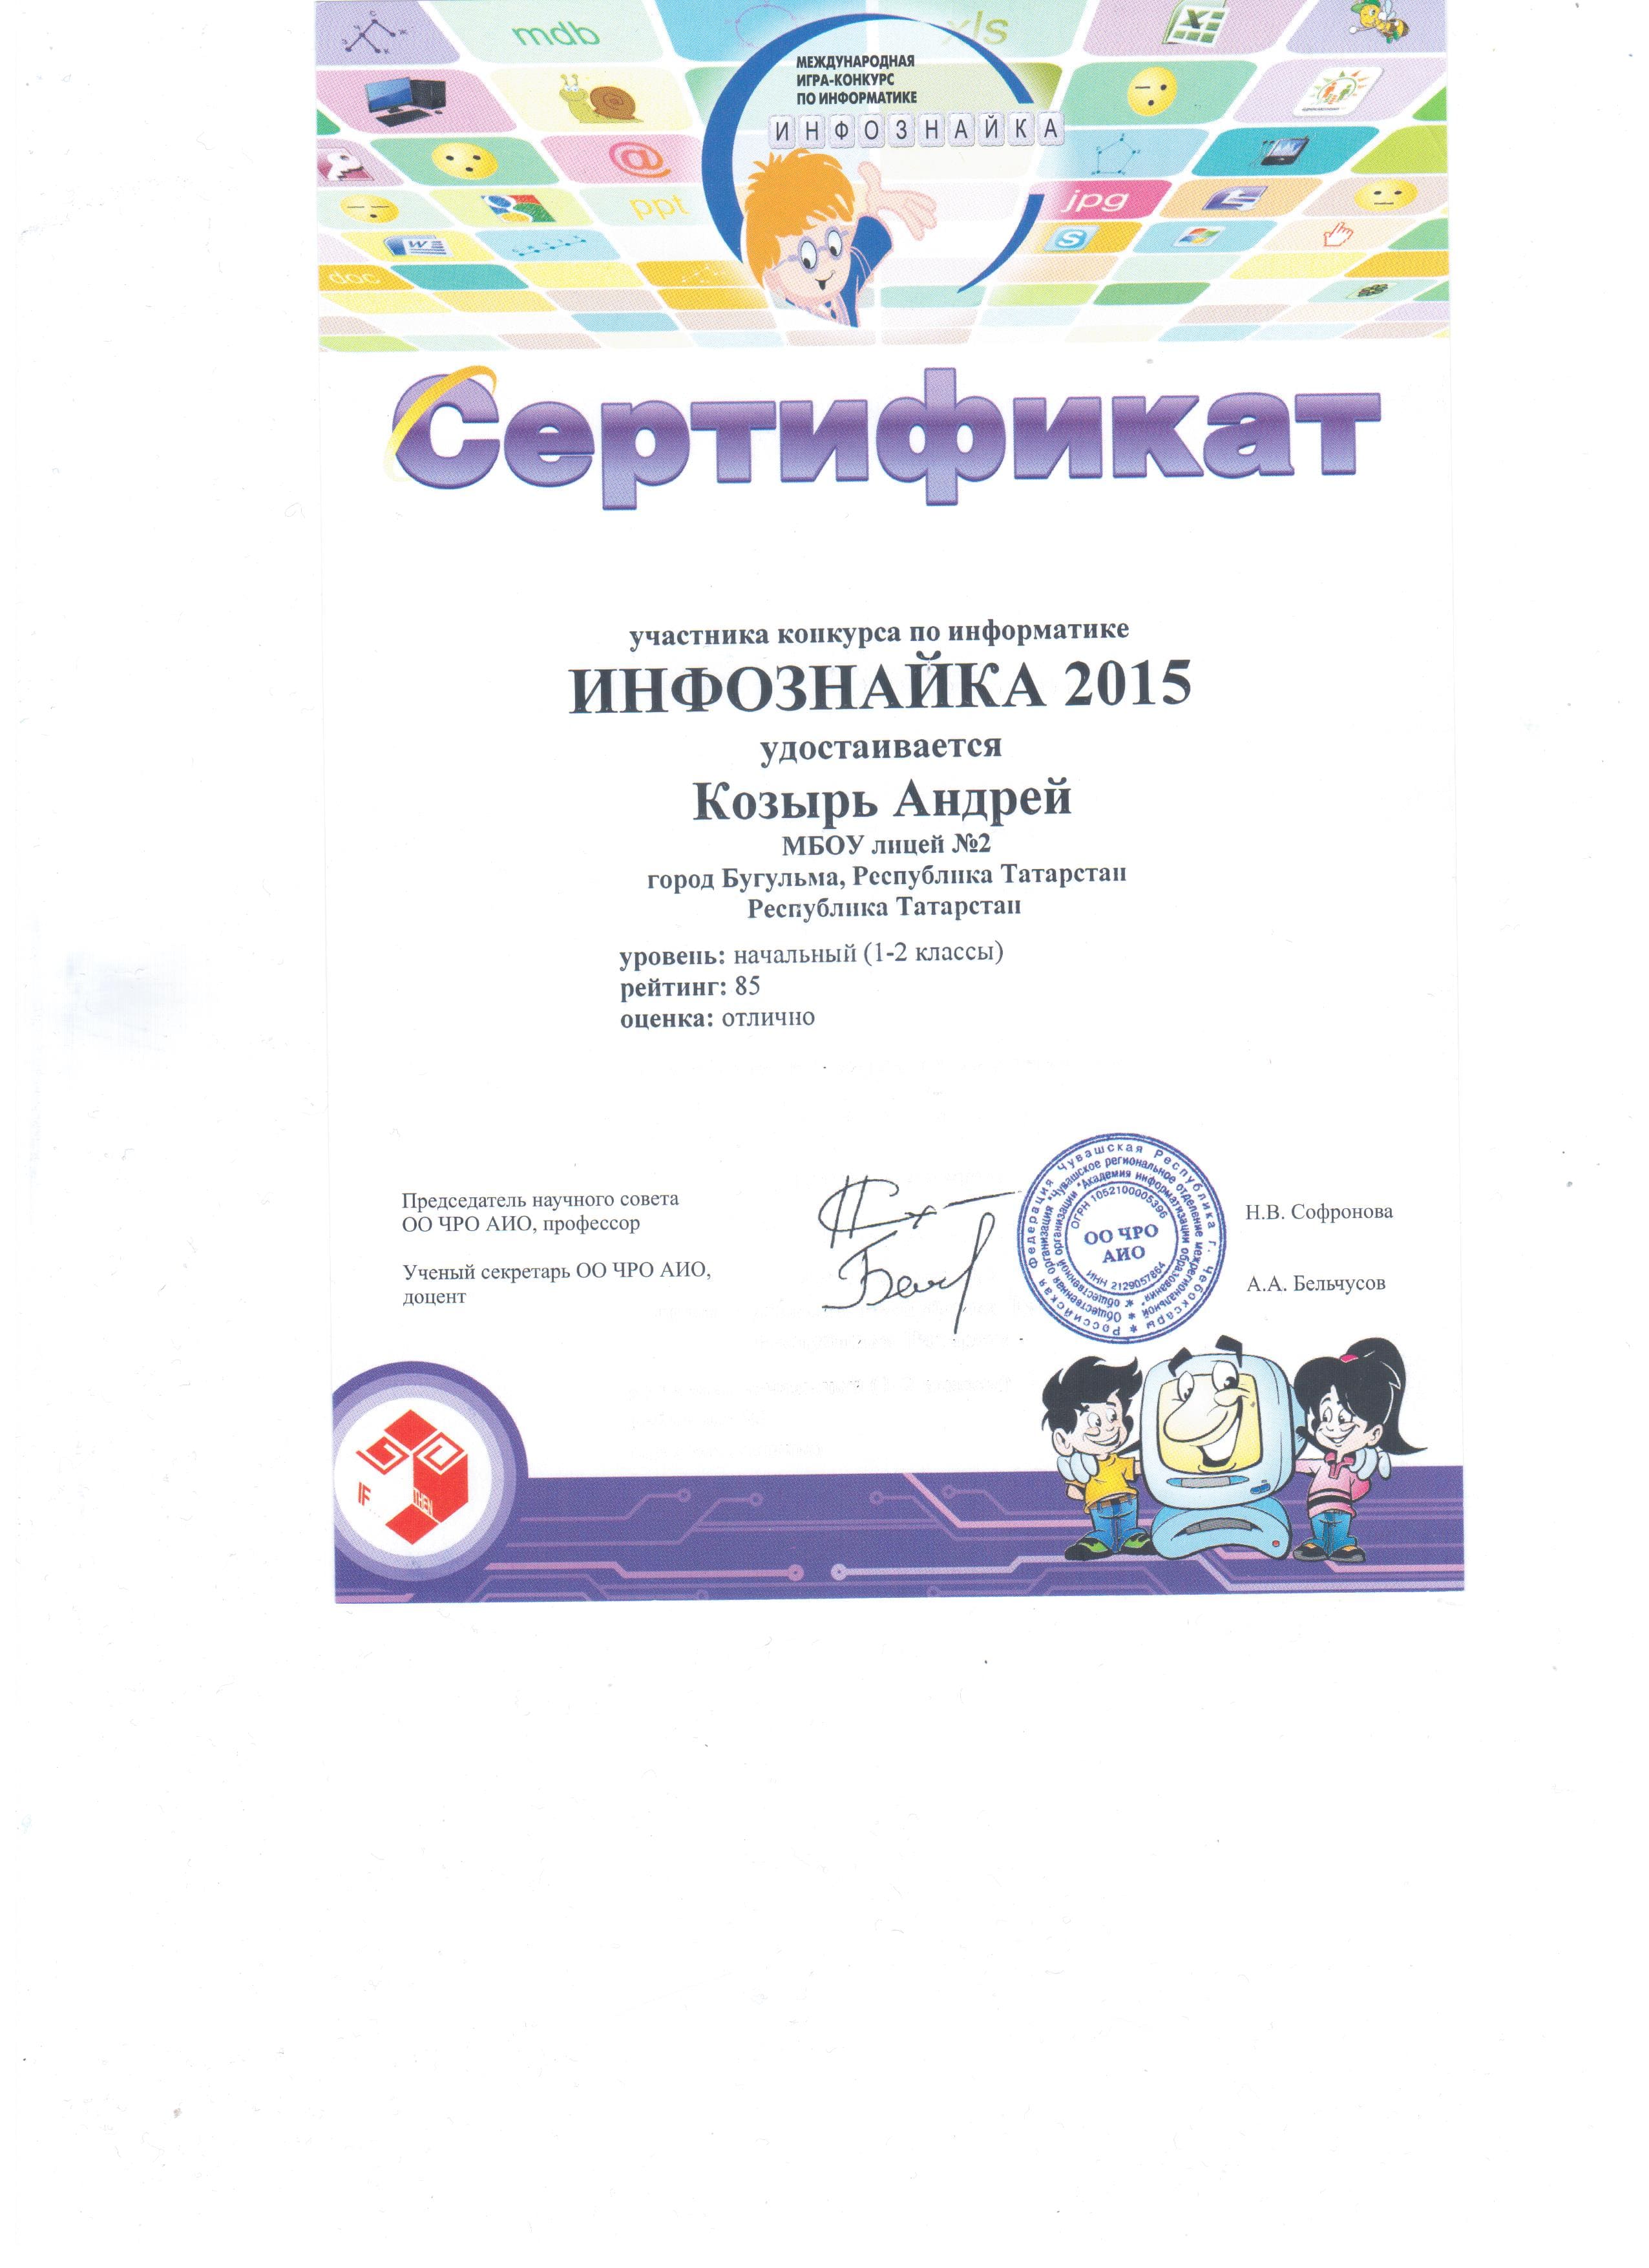 mdb
xls
МЕЖДУНАРОДНАЯ
ИГРА-КОНКУРС
ПО ИНФОРМАТИКЕ
ИНФОЗНАЙКА
@
ppt
jpg
doc
Сертификат
участника конкурса по информатике
ИНФОЗНАЙКА 2015
удостаивается
Козырь Андрей
МБОУ лицей №2
город Бугульма, Республика Татарстан
Республика Татарстан
уровень: начальный (1-2 классы)
рейтинг: 85
оценка: отлично
Председатель научного совета
ОО ЧРО АИО, профессор
Н.В. Софронова
Ученый секретарь ОО ЧРО АИО,
доцент
А.А. Бельчусов
Российская Федерация Чувашская Республика г. Чебоксары
Общественная организация "Чувашское региональное отделение межрегиональной
общественной организации "Академия информатизации образования"
ОГРН 1052100005396
ОО ЧРО
АИО
ИНН 2129057864
IF
THEN